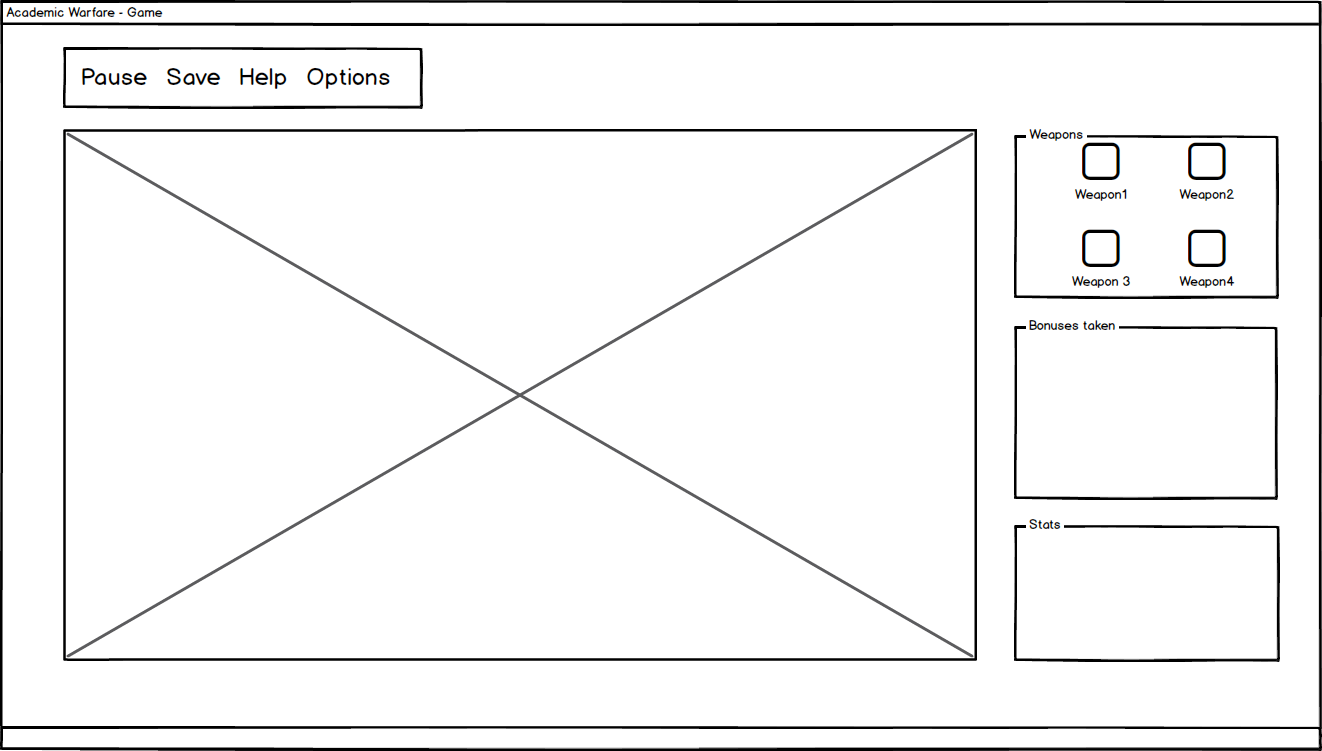 Academic Warfare - Game
Pause Save Help Options
Weapons
Weapon1 Weapon2
Weapon 3 Weapon4
Bonuses taken
Stats